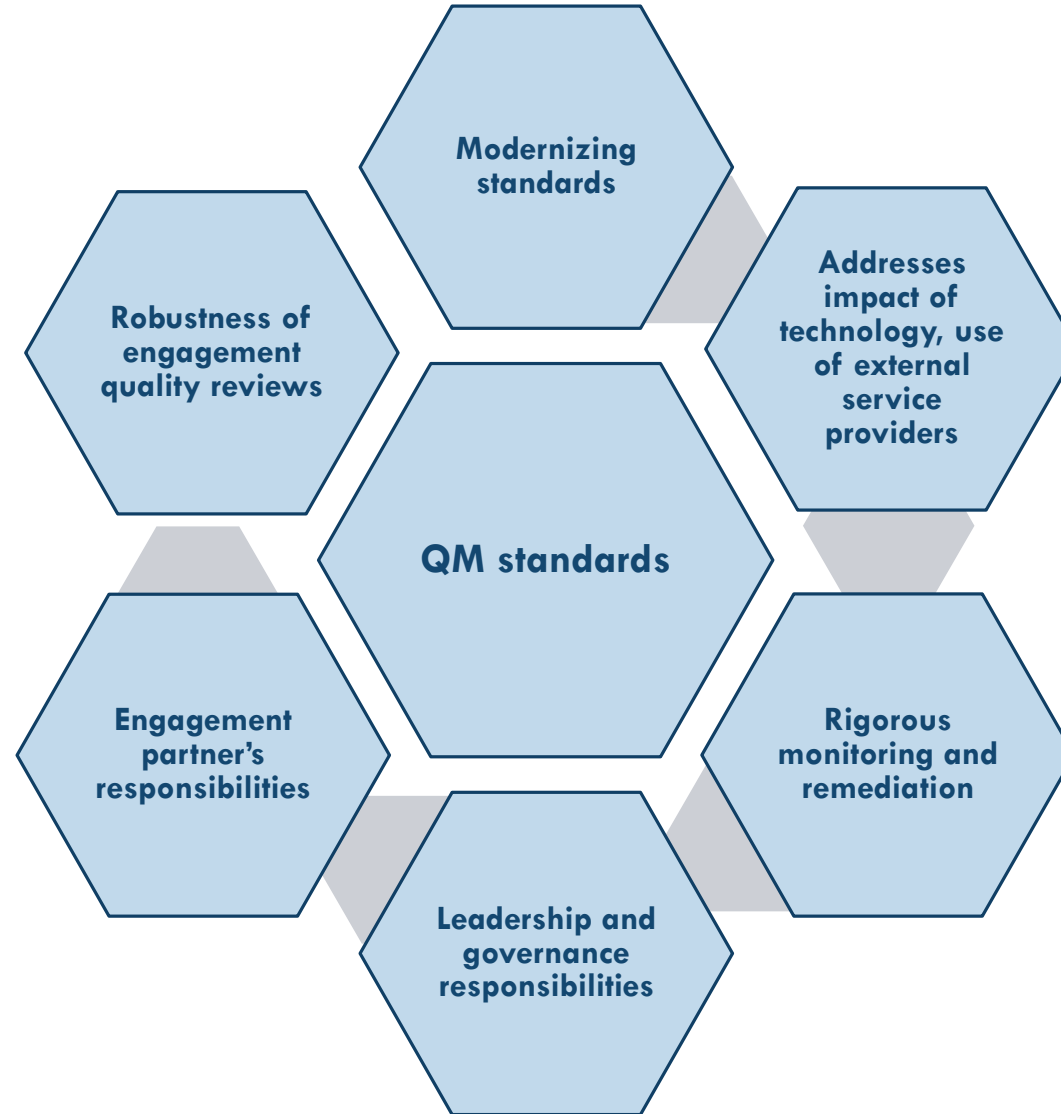 Modernizing
standards
Addresses
impact of
technology, use
of external
service
providers
Rigorous
monitoring and
remediation
Leadership and
governance
responsibilities
Engagement
partner’s
responsibilities
Robustness of
engagement
quality reviews
QM standards